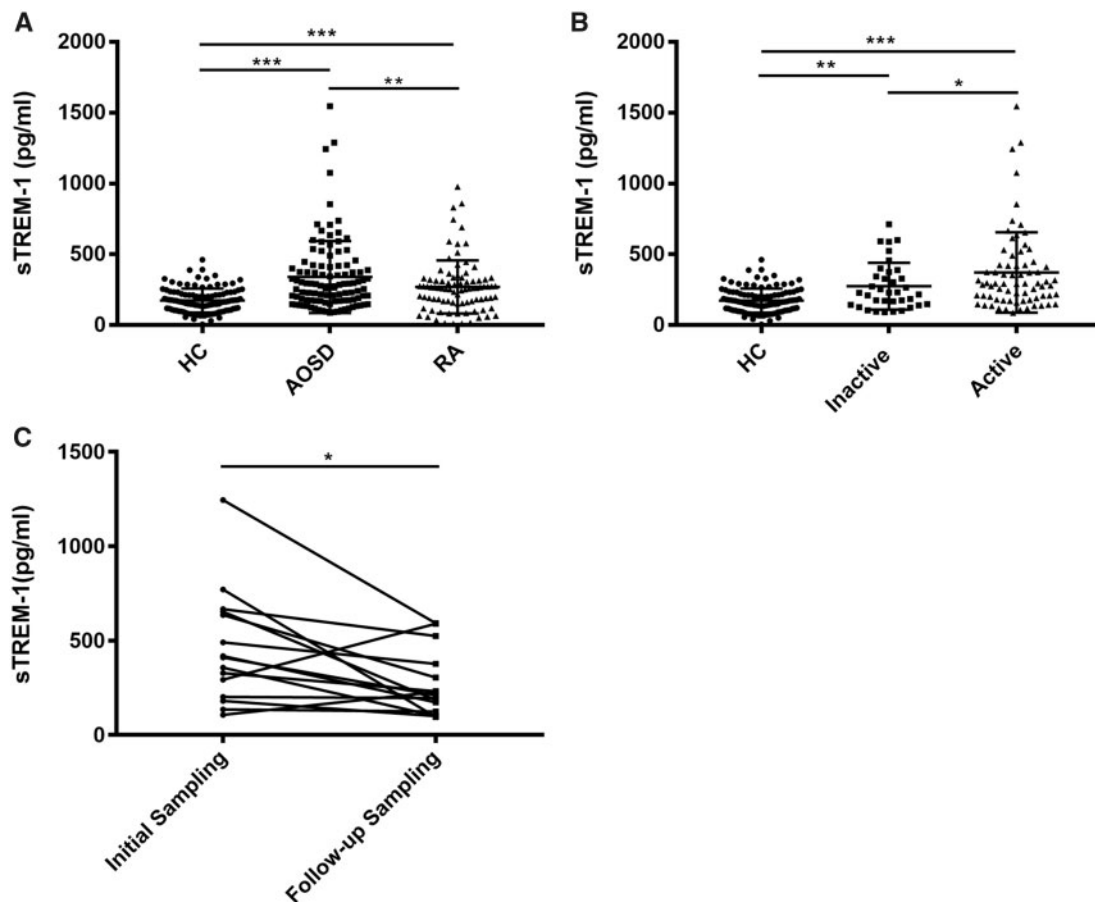 A
sTREM-1 (pg/ml)
2000
1500
1000
500
0
***
***
**
HC
AOSD
RA
B
sTREM-1 (pg/ml)
2000
1500
1000
500
0
***
**
*
HC
Inactive
Active
C
sTREM-1(pg/ml)
1500
1000
500
0
*
Initial Sampling
Follow-up Sampling